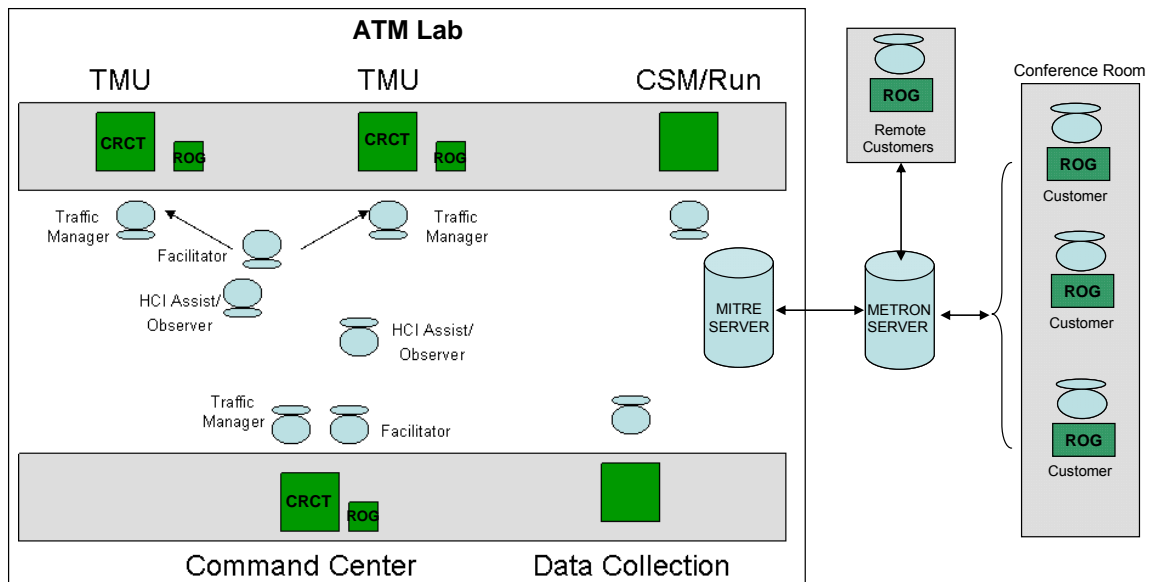 ATM Lab
TMU
TMU
CSM/Run
CRCT
ROG
CRCT
ROG
Traffic
Manager
Facilitator
Traffic
Manager
HCI Assist/
Observer
HCI Assist/
Observer
Traffic
Manager
Facilitator
CRCT
ROG
Command Center
Data Collection
MITRE
SERVER
METRON
SERVER
ROG
Remote
Customers
Conference Room
ROG
Customer
ROG
Customer
ROG
Customer